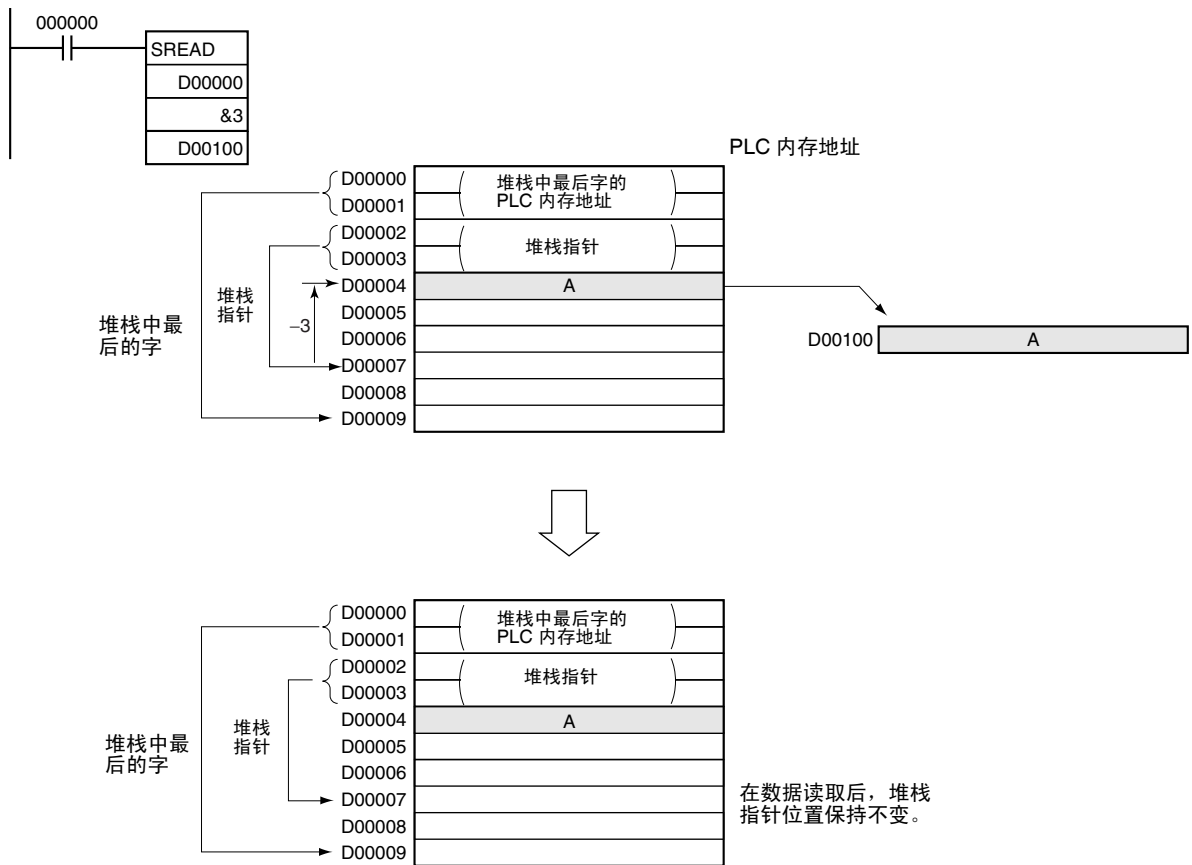 000000
SREAD
D00000
&3
D00100
PLC 内存地址
D00000
D00001
堆栈中最后字的
PLC 内存地址
D00002
D00003
堆栈指针
D00004
A
D00005
D00006
D00007
D00008
D00009
堆栈
指针
−3
堆栈中最
后的字
D00100
A
D00000
D00001
堆栈中最后字的
PLC 内存地址
D00002
D00003
堆栈指针
D00004
A
D00005
D00006
D00007
D00008
D00009
堆栈
指针
堆栈中最
后的字
在数据读取后，堆栈
指针位置保持不变。